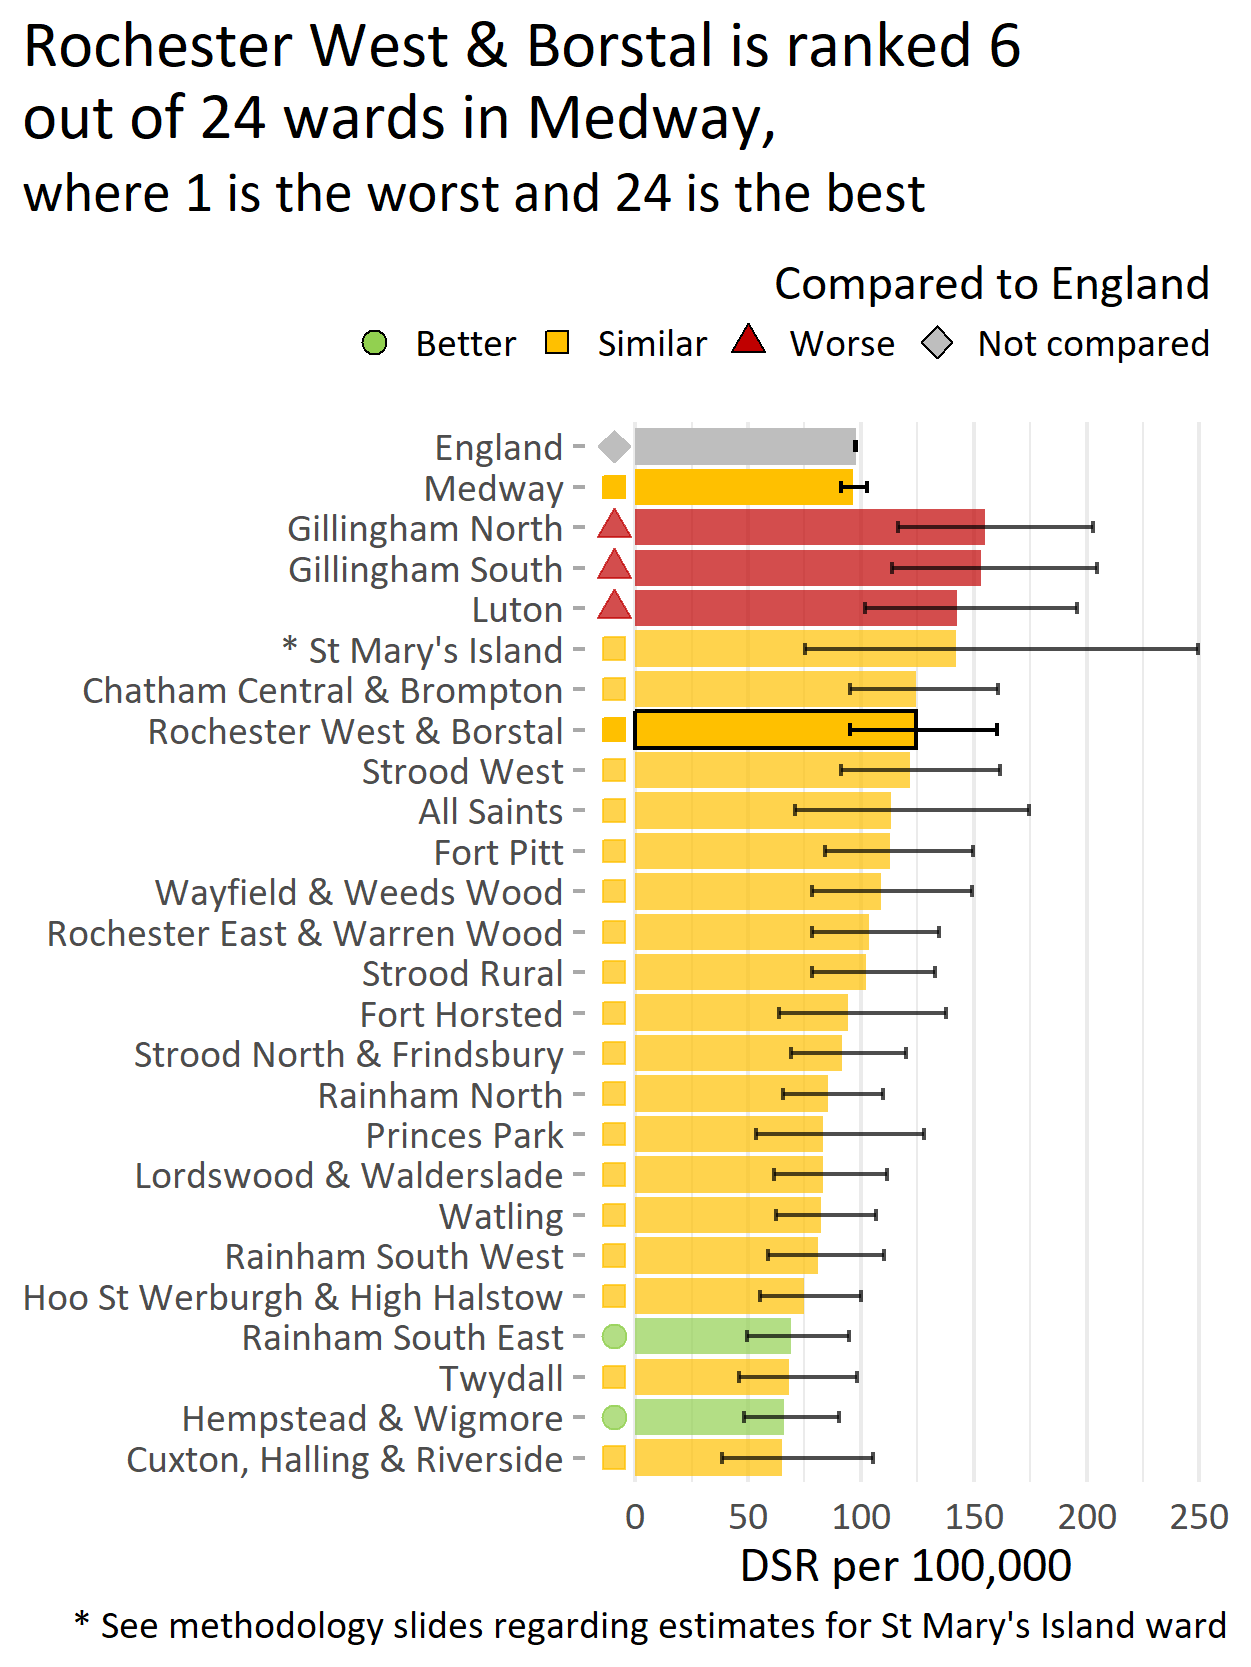 Rochester West & Borstal is ranked 6
out of 24 wards in Medway,
where 1 is the worst and 24 is the best
Compared to England
Better Similar Worse Not compared
England
Medway
Gillingham North
Gillingham South
Luton
* St Mary's Island
Chatham Central & Brompton
Rochester West & Borstal
Strood West
All Saints
Fort Pitt
Wayfield & Weeds Wood
Rochester East & Warren Wood
Strood Rural
Fort Horsted
Strood North & Frindsbury
Rainham North
Princes Park
Lordswood & Walderslade
Watling
Rainham South West
Hoo St Werburgh & High Halstow
Rainham South East
Twydall
Hempstead & Wigmore
Cuxton, Halling & Riverside
0 50 100 150 200 250
DSR per 100,000
* See methodology slides regarding estimates for St Mary's Island ward